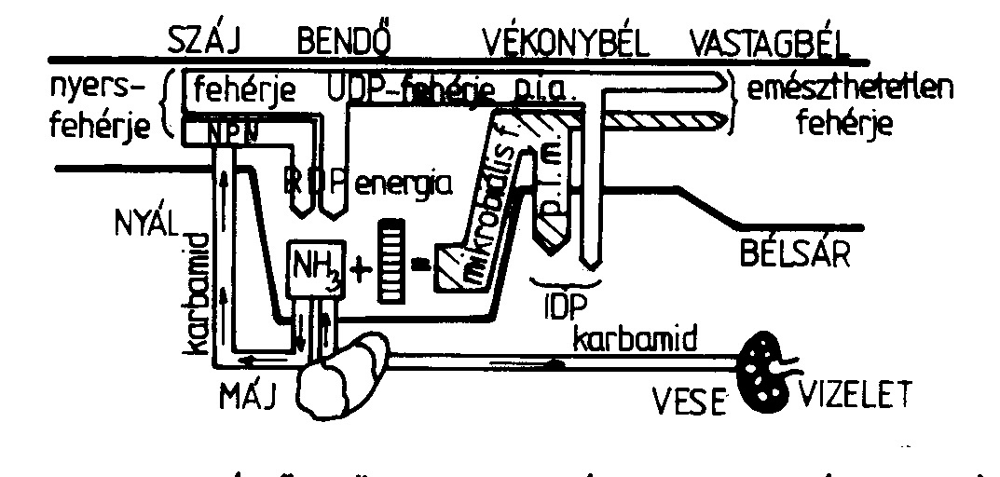 SZÁJ BENDŐ VÉKONYBÉL VASTAGBÉL
nyers-
fehérje
fehérje UDP-fehérje p.i.a.
emészthetetlen
fehérje
NPN
RDP energia
mikrobiális f.
p.i.m.
NYÁL
karbamid
NH3 + =
IDP
BÉLSÁR
karbamid
MÁJ
VESE
VIZELET